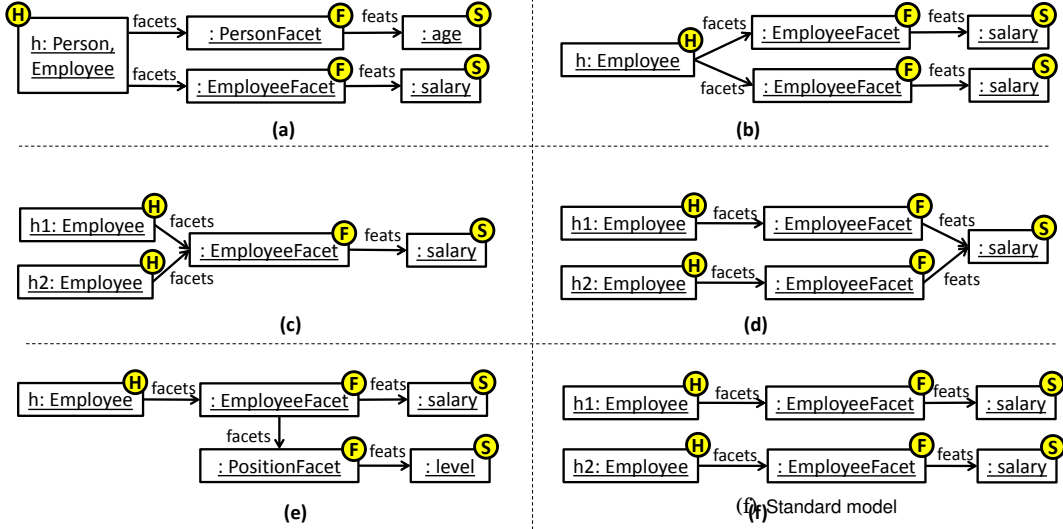 H
facets
F
feats
S
: PersonFacet
: age
h: Person,
Employee
facets
F
feats
S
: EmployeeFacet
: salary
(a)
H
facets
F
feats
S
: EmployeeFacet
: salary
h: Employee
facets
F
feats
S
: EmployeeFacet
: salary
(b)
H
h1: Employee
facets
F
feats
S
: EmployeeFacet
: salary
H
h2: Employee
facets
(c)
H
facets
F
h1: Employee
: EmployeeFacet
feats
S
: salary
H
facets
F
h2: Employee
: EmployeeFacet
feats
(d)
H
facets
F
feats
S
h: Employee
: EmployeeFacet
: salary
facets
F
feats
S
: PositionFacet
: level
(e)
H
facets
F
feats
S
h1: Employee
: EmployeeFacet
: salary
H
facets
F
feats
S
h2: Employee
: EmployeeFacet
: salary
(f)
(f) Standard model